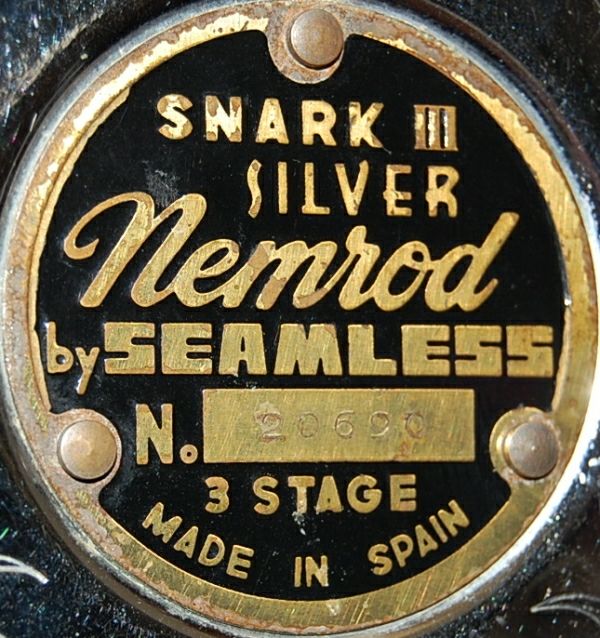 SNARK III
SILVER
Nemrod
by SEAMLESS
N. 20690
3 STAGE
MADE IN SPAIN